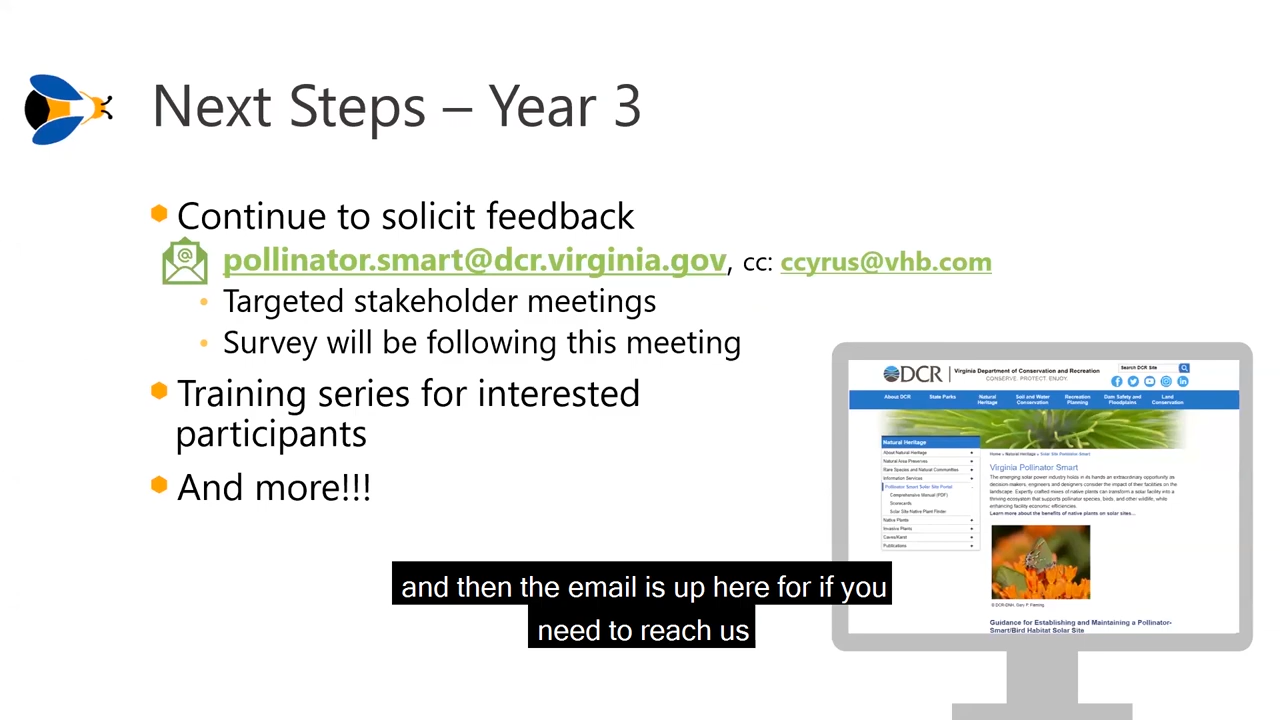 Next Steps – Year 3
Continue to solicit feedback
pollinator.smart@dcr.virginia.gov, cc: ccyrus@vhb.com
Targeted stakeholder meetings
Survey will be following this meeting
Training series for interested
participants
And more!!!
DCR
Virginia Department of Conservation and Recreation
CONSERVE. PROTECT. ENJOY.
Search DCR Site
About DCR
State Parks
Natural
Heritage
Soil and Water
Conservation
Recreation
Planning
Dam Safety and
Floodplains
Land
Conservation
Natural Heritage
About Natural Heritage
Natural Area Preserves
Rare Species and Natural Communities
Information Services
Pollinator Smart Solar Site Portal
Comprehensive Manual (PDF)
Scorecards
Solar Site Native Plant Finder
Native Plants
Invasive Plants
Caves/Karst
Publications
Home » Natural Heritage » Solar Site Pollinator Smart
Virginia Pollinator Smart
The emerging solar power industry holds in its hands an extraordinary opportunity as
decision-makers, engineers and designers consider the impact of their facilities on the
landscape. Expertly crafted mixes of native plants can transform a solar facility into a
thriving ecosystem that supports pollinator species, birds, and other wildlife, while
enhancing facility economic efficiencies.
Learn more about the benefits of native plants on solar sites...
© DCR-DNH, Gary P. Fleming
Guidance for Establishing and Maintaining a Pollinator-
Smart/Bird Habitat Solar Site
and then the email is up here for if you
need to reach us